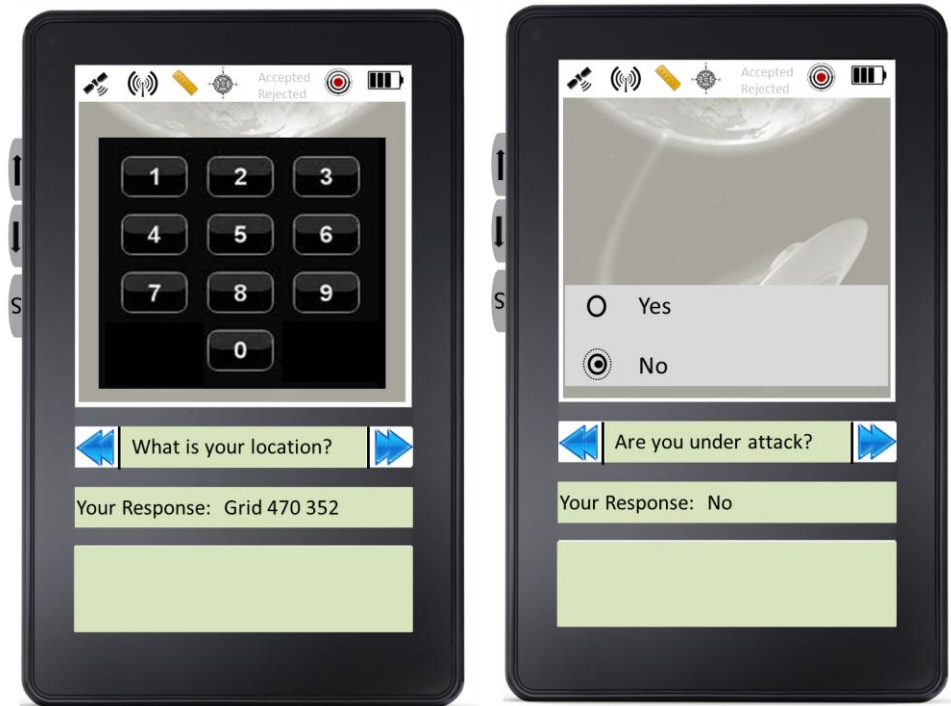 Accepted
Rejected
1 2 3
4 5 6
7 8 9
0
S
What is your location?
Your Response: Grid 470 352
Accepted
Rejected
S
Yes
No
Are you under attack?
Your Response: No